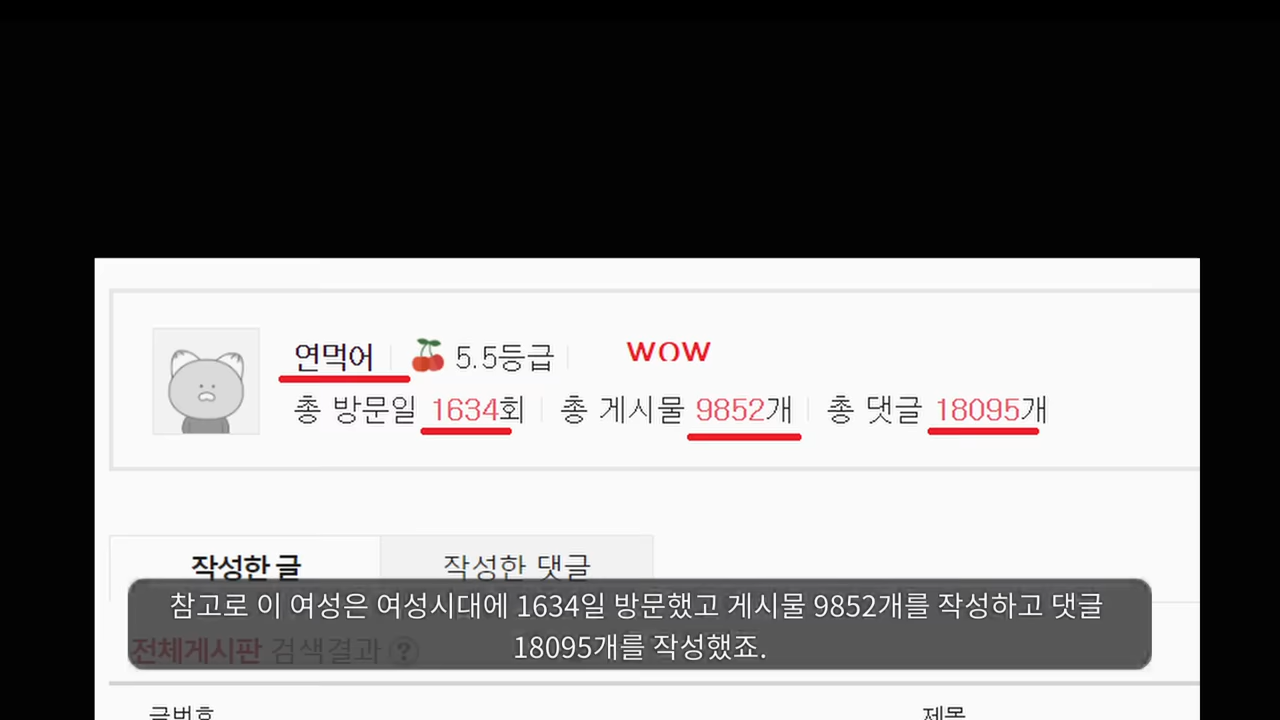 연먹어 5.5등급 WOW
총 방문일 1634회 총 게시물 9852개 총 댓글 18095개
작성한 글 작성한 댓글
참고로 이 여성은 여성시대에 1634일 방문했고 게시물 9852개를 작성하고 댓글
18095개를 작성했죠.
전체게시판 검색결과 ?
글번호 제목